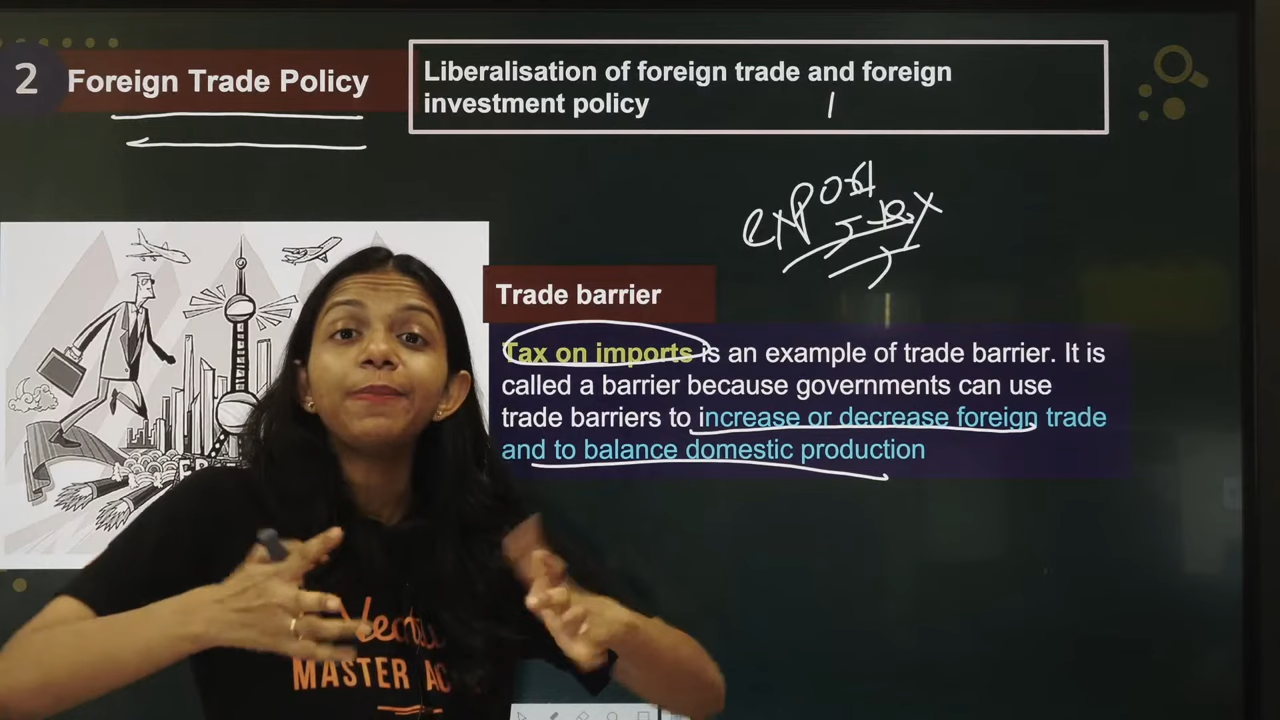 2
Foreign Trade Policy
Liberalisation of foreign trade and foreign
investment policy
export
tax
Trade barrier
Tax on imports is an example of trade barrier. It is
called a barrier because governments can use
trade barriers to increase or decrease foreign trade
and to balance domestic production
MASTER